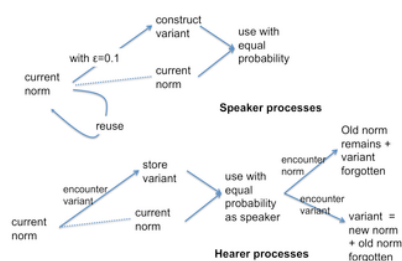 construct
variant
with ε=0.1
use with
equal
probability
current
norm
current
norm
reuse
Speaker processes
store
variant
encounter
variant
current
norm
current
norm
use with
equal
probability
as speaker
encounter
norm
encounter
variant
Old norm
remains +
variant
forgotten
variant =
new norm
+ old norm
forgotten
Hearer processes